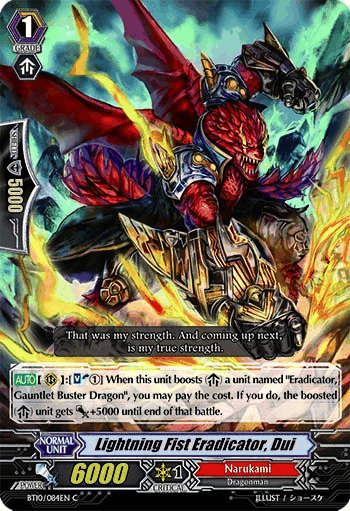 1
GRADE
SHIELD
5000
That was my strength. And coming up next,
is my true strength.
AUTO 1:[V ①] When this unit boosts ( ) a unit named "Eradicator,
Gauntlet Buster Dragon", you may pay the cost. If you do, the boosted
unit gets +5000 until end of that battle.
NORMAL
UNIT
Lightning Fist Eradicator, Dui
POWER
6000
1
CRITICAL
Narukami
Dragonman
BT10/084EN C
ILLUST / ショースケ